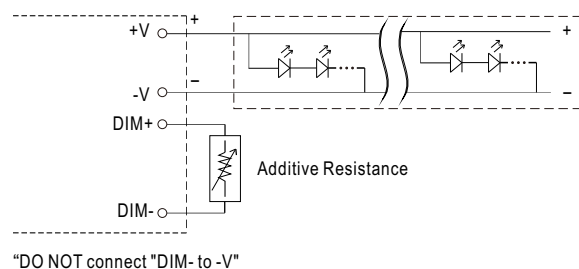 +V + +
-V – –
DIM+
Additive Resistance
DIM-
“DO NOT connect "DIM- to -V"